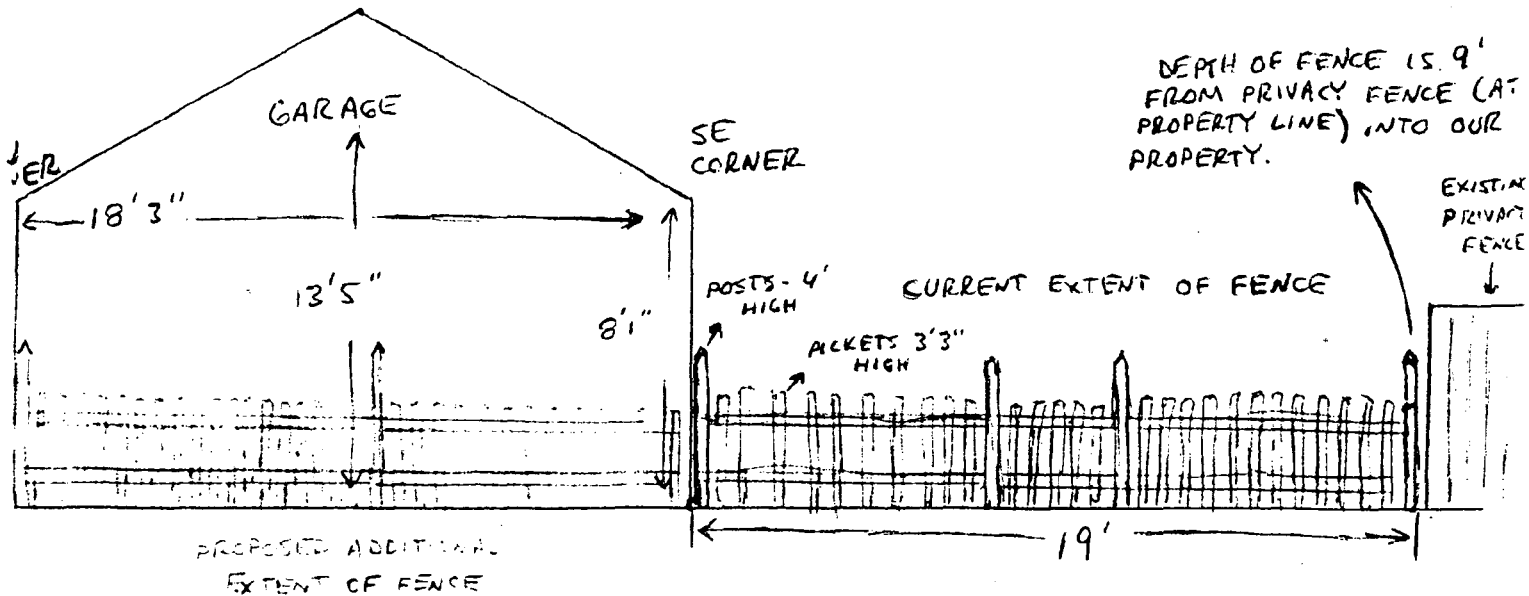 GARAGE
SE
CORNER
DEPTH OF FENCE 15.9'
FROM PRIVACY FENCE (AT
PROPERTY LINE) INTO OUR
PROPERTY.
EXISTING
PRIVACY
FENCE
18'3"
13'5"
8'1"
POSTS - 4'
HIGH
PICKETS 3'3"
HIGH
CURRENT EXTENT OF FENCE
19'
PROPOSED ADDITIONAL
EXTENT OF FENCE